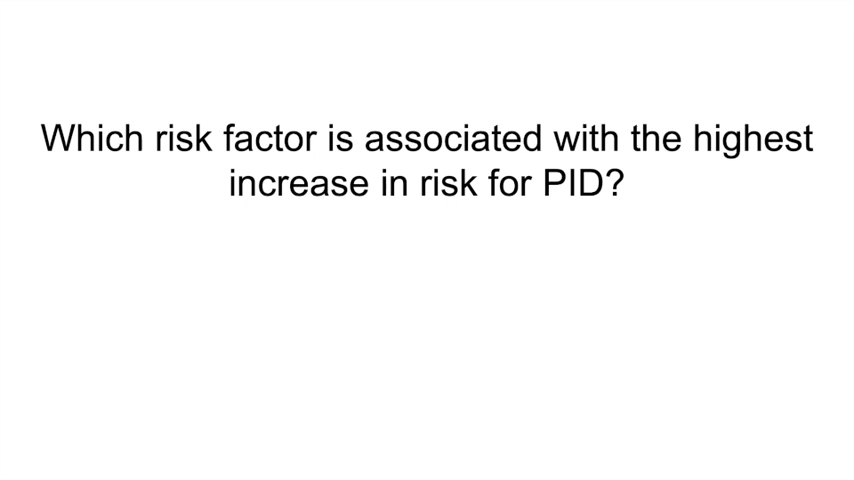 Which risk factor is associated with the highest
increase in risk for PID?